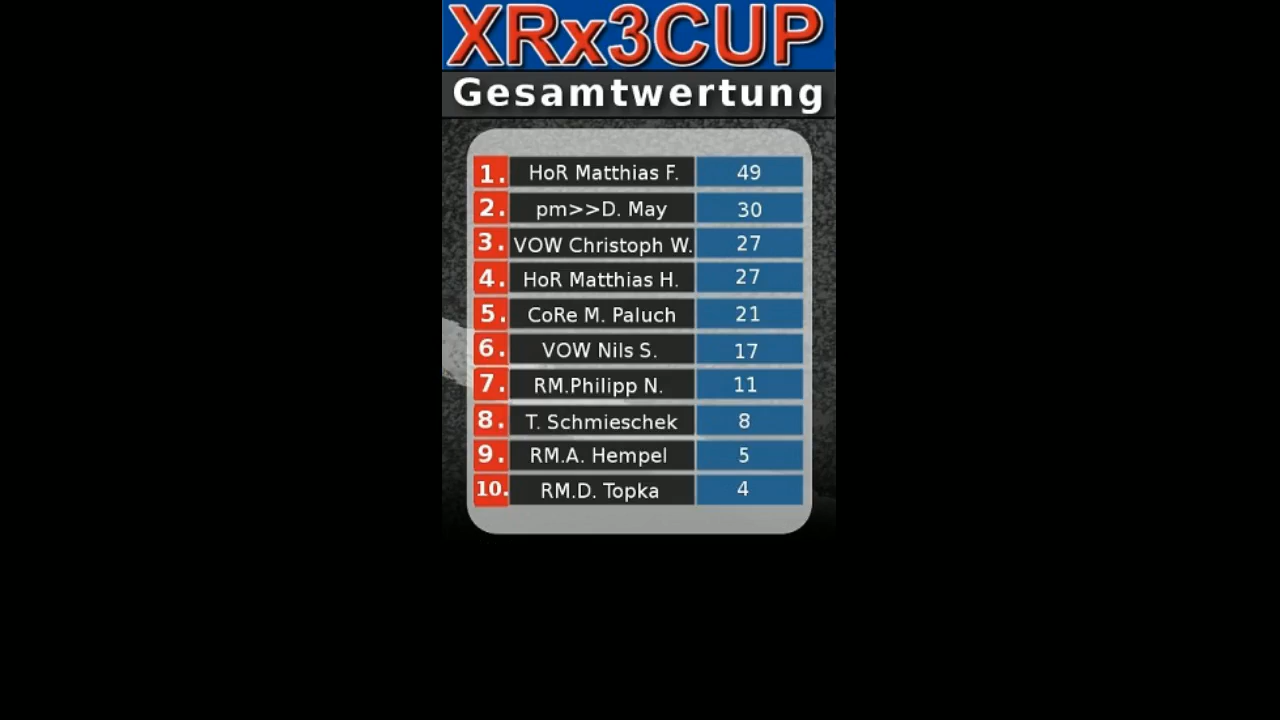 XRx3CUP
Gesamtwertung
1. HoR Matthias F. 49
2. pm>>D. May 30
3. VOW Christoph W. 27
4. HoR Matthias H. 27
5. CoRe M. Paluch 21
6. VOW Nils S. 17
7. RM.Philipp N. 11
8. T. Schmieschek 8
9. RM.A. Hempel 5
10. RM.D. Topka 4